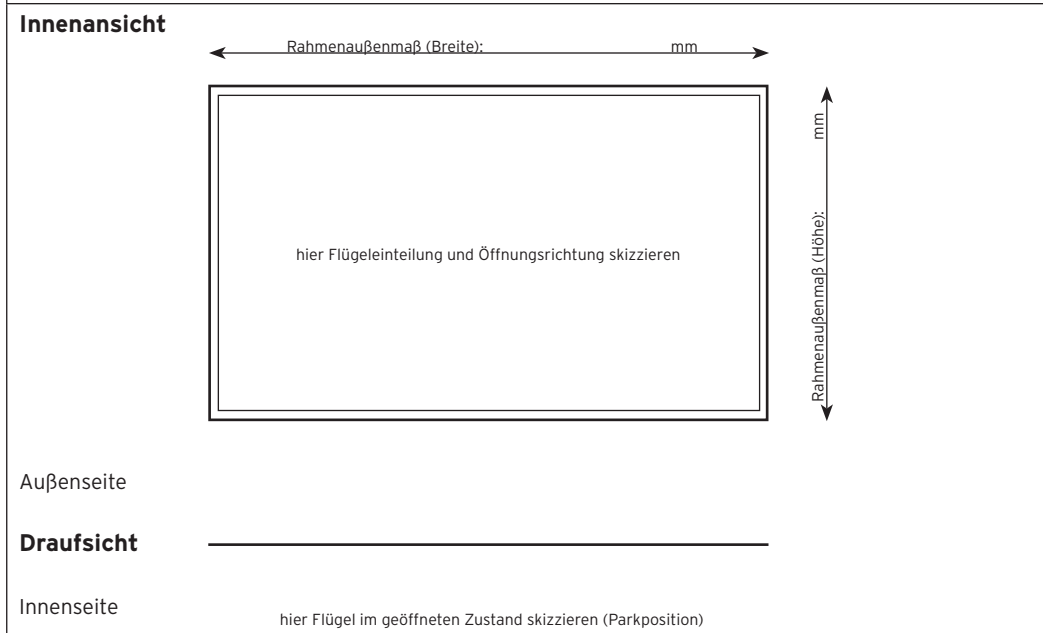 Innenansicht
Rahmenaußenmaß (Breite): mm
hier Flügeleinteilung und Öffnungsrichtung skizzieren
Rahmenaußenmaß (Höhe): mm
Außenseite
Draufsicht
Innenseite
hier Flügel im geöffneten Zustand skizzieren (Parkposition)